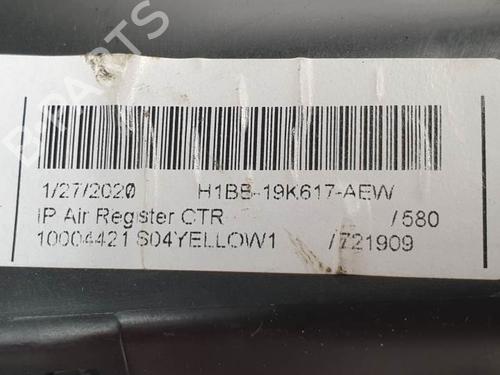 B-PARTS
1/27/2020 H1BB-19K617-AEW
IP Air Register CTR /580
10004421 S04YELLOW1 /721909